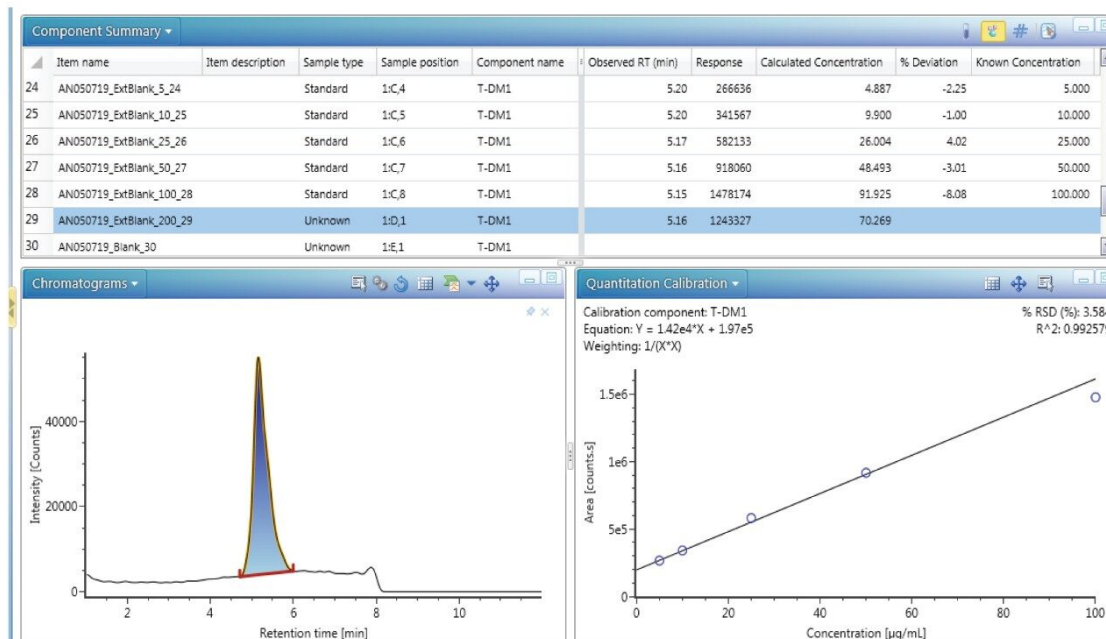 Component Summary
Item name Item description Sample type Sample position Component name Observed RT (min) Response Calculated Concentration % Deviation Known Concentration
24 AN050719_ExtBlank_5_24 Standard 1:C,4 T-DM1 5.20 266636 4.887 -2.25 5.000
25 AN050719_ExtBlank_10_25 Standard 1:C,5 T-DM1 5.20 341567 9.900 -1.00 10.000
26 AN050719_ExtBlank_25_26 Standard 1:C,6 T-DM1 5.17 582133 26.004 4.02 25.000
27 AN050719_ExtBlank_50_27 Standard 1:C,7 T-DM1 5.16 918060 48.493 -3.01 50.000
28 AN050719_ExtBlank_100_28 Standard 1:C,8 T-DM1 5.15 1478174 91.925 -8.08 100.000
29 AN050719_ExtBlank_200_29 Unknown 1:D,1 T-DM1 5.16 1243327 70.269
30 AN050719_Blank_30 Unknown 1:E,1 T-DM1
Chromatograms
Intensity [Counts]
40000
20000
0
2 4 6 8 10
Retention time [min]
Quantitation Calibration
Calibration component: T-DM1 % RSD (%): 3.584
Equation: Y = 1.42e4*X + 1.97e5 R^2: 0.992579
Weighting: 1/(X*X)
Area [counts.s]
1.5e6
1e6
5e5
0
0 20 40 60 80 100
Concentration [µg/mL]